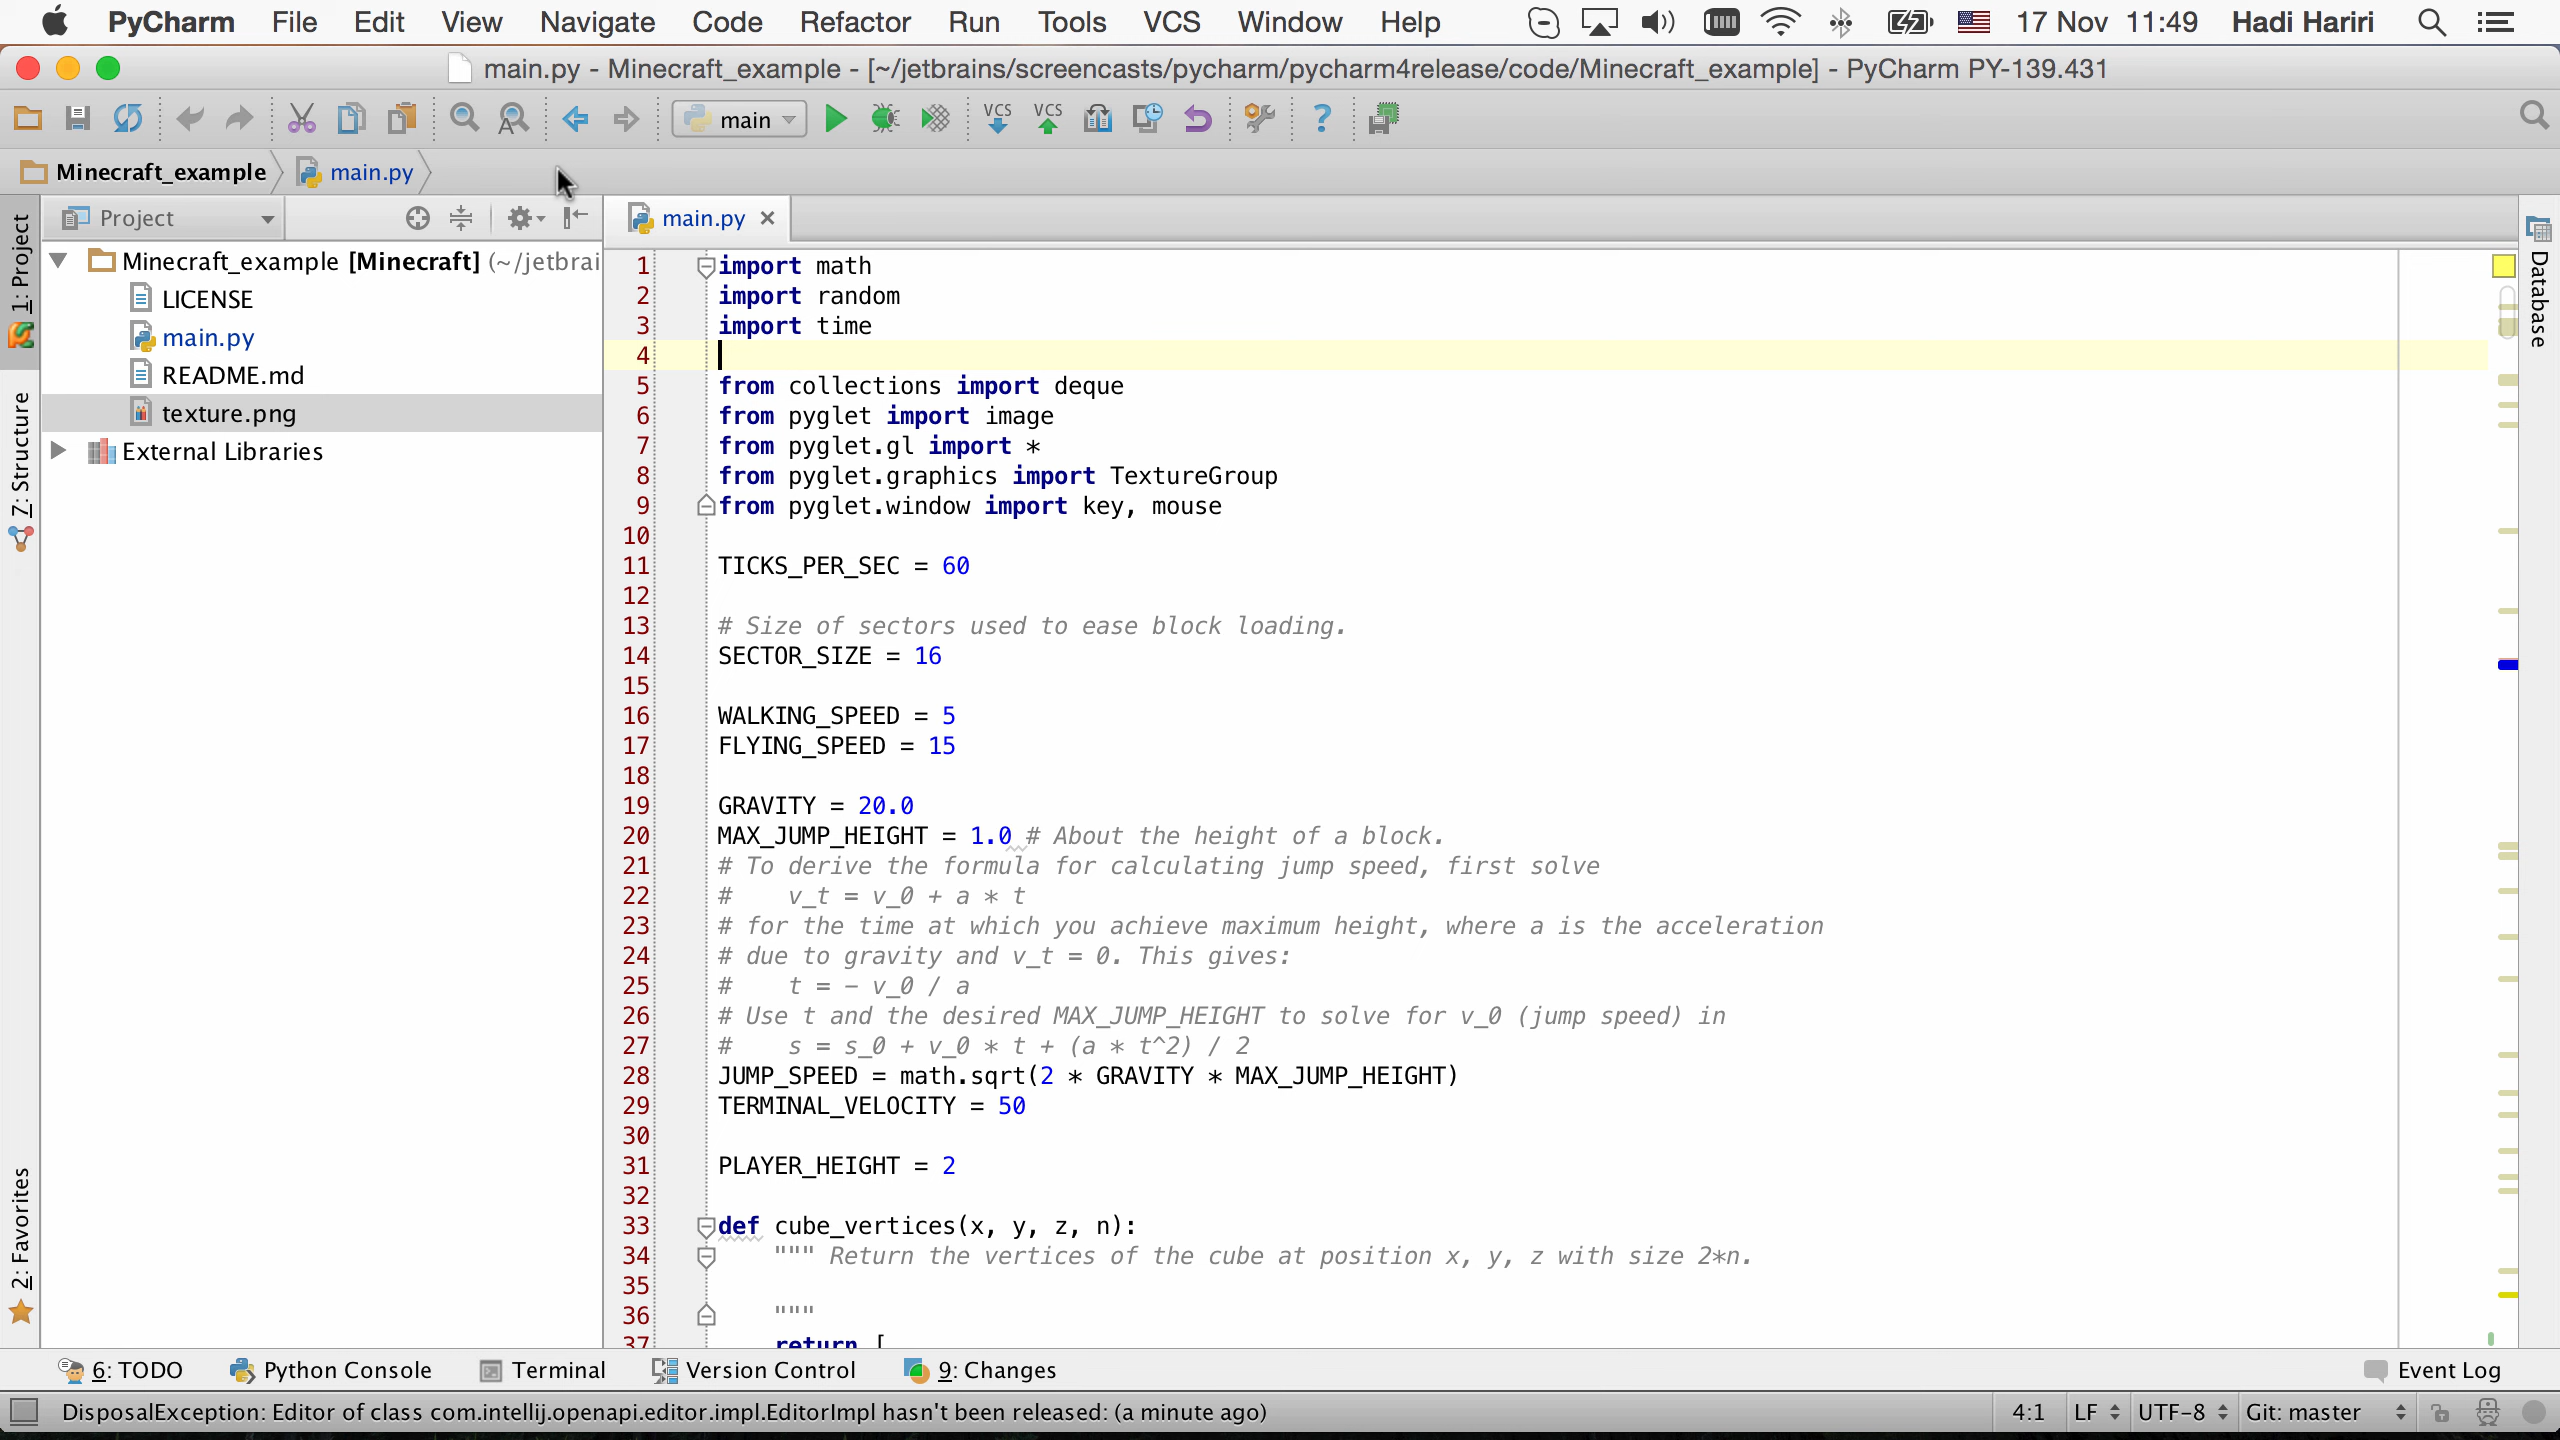 PyCharm File Edit View Navigate Code Refactor Run Tools VCS Window Help 17 Nov 11:49 Hadi Hariri
main.py - Minecraft_example - [~/jetbrains/screencasts/pycharm/pycharm4release/code/Minecraft_example] - PyCharm PY-139.431
main VCS VCS ?
Minecraft_example main.py
Project main.py
1: Project
7: Structure
2: Favorites
Database
Minecraft_example [Minecraft] (~/jetbrai
LICENSE
main.py
README.md
texture.png
External Libraries
1 import math
2 import random
3 import time
4
5 from collections import deque
6 from pyglet import image
7 from pyglet.gl import *
8 from pyglet.graphics import TextureGroup
9 from pyglet.window import key, mouse
10
11 TICKS_PER_SEC = 60
12
13 # Size of sectors used to ease block loading.
14 SECTOR_SIZE = 16
15
16 WALKING_SPEED = 5
17 FLYING_SPEED = 15
18
19 GRAVITY = 20.0
20 MAX_JUMP_HEIGHT = 1.0 # About the height of a block.
21 # To derive the formula for calculating jump speed, first solve
22 #    v_t = v_0 + a * t
23 # for the time at which you achieve maximum height, where a is the acceleration
24 # due to gravity and v_t = 0. This gives:
25 #    t = - v_0 / a
26 # Use t and the desired MAX_JUMP_HEIGHT to solve for v_0 (jump speed) in
27 #    s = s_0 + v_0 * t + (a * t^2) / 2
28 JUMP_SPEED = math.sqrt(2 * GRAVITY * MAX_JUMP_HEIGHT)
29 TERMINAL_VELOCITY = 50
30
31 PLAYER_HEIGHT = 2
32
33 def cube_vertices(x, y, z, n):
34     """ Return the vertices of the cube at position x, y, z with size 2*n.
35
36     """
37     return [
6: TODO Python Console Terminal Version Control 9: Changes Event Log
DisposalException: Editor of class com.intellij.openapi.editor.impl.EditorImpl hasn't been released: (a minute ago) 4:1 LF UTF-8 Git: master